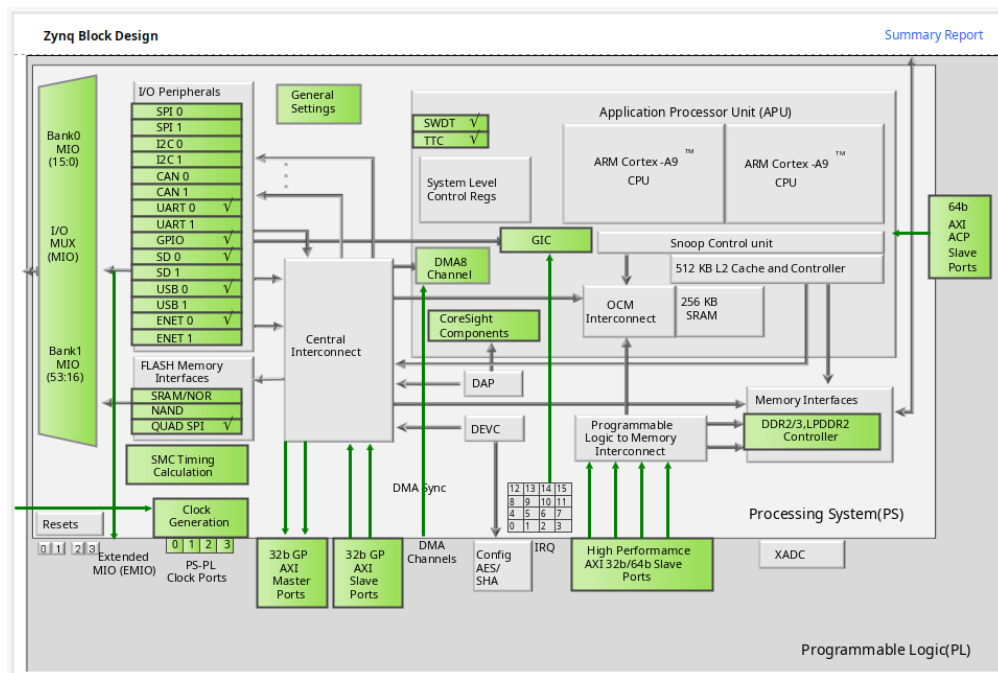 Zynq Block Design
Summary Report
Bank0
MIO
(15:0)
I/O
MUX
(MIO)
Bank1
MIO
(53:16)
I/O Peripherals
SPI 0
SPI 1
I2C 0
I2C 1
CAN 0
CAN 1
UART 0 √
UART 1
GPIO √
SD 0 √
SD 1
USB 0 √
USB 1
ENET 0 √
ENET 1
FLASH Memory
Interfaces
SRAM/NOR
NAND
QUAD SPI √
SMC Timing
Calculation
General
Settings
Application Processor Unit (APU)
SWDT √
TTC √
System Level
Control Regs
ARM Cortex -A9 ™
CPU
ARM Cortex -A9 ™
CPU
64b
AXI
ACP
Slave
Ports
GIC
Snoop Control unit
512 KB L2 Cache and Controller
DMA8
Channel
OCM
Interconnect
256 KB
SRAM
CoreSight
Components
Central
Interconnect
DAP
DEVC
Programmable
Logic to Memory
Interconnect
Memory Interfaces
DDR2/3,LPDDR2
Controller
DMA Sync
12 13 14 15
8 9 10 11
4 5 6 7
0 1 2 3
Processing System(PS)
Resets
0 1 2 3
Clock
Generation
0 1 2 3
Extended
MIO (EMIO)
PS-PL
Clock Ports
32b GP
AXI
Master
Ports
32b GP
AXI
Slave
Ports
DMA
Channels
Config
AES/
SHA
IRQ
High Performamce
AXI 32b/64b Slave
Ports
XADC
Programmable Logic(PL)